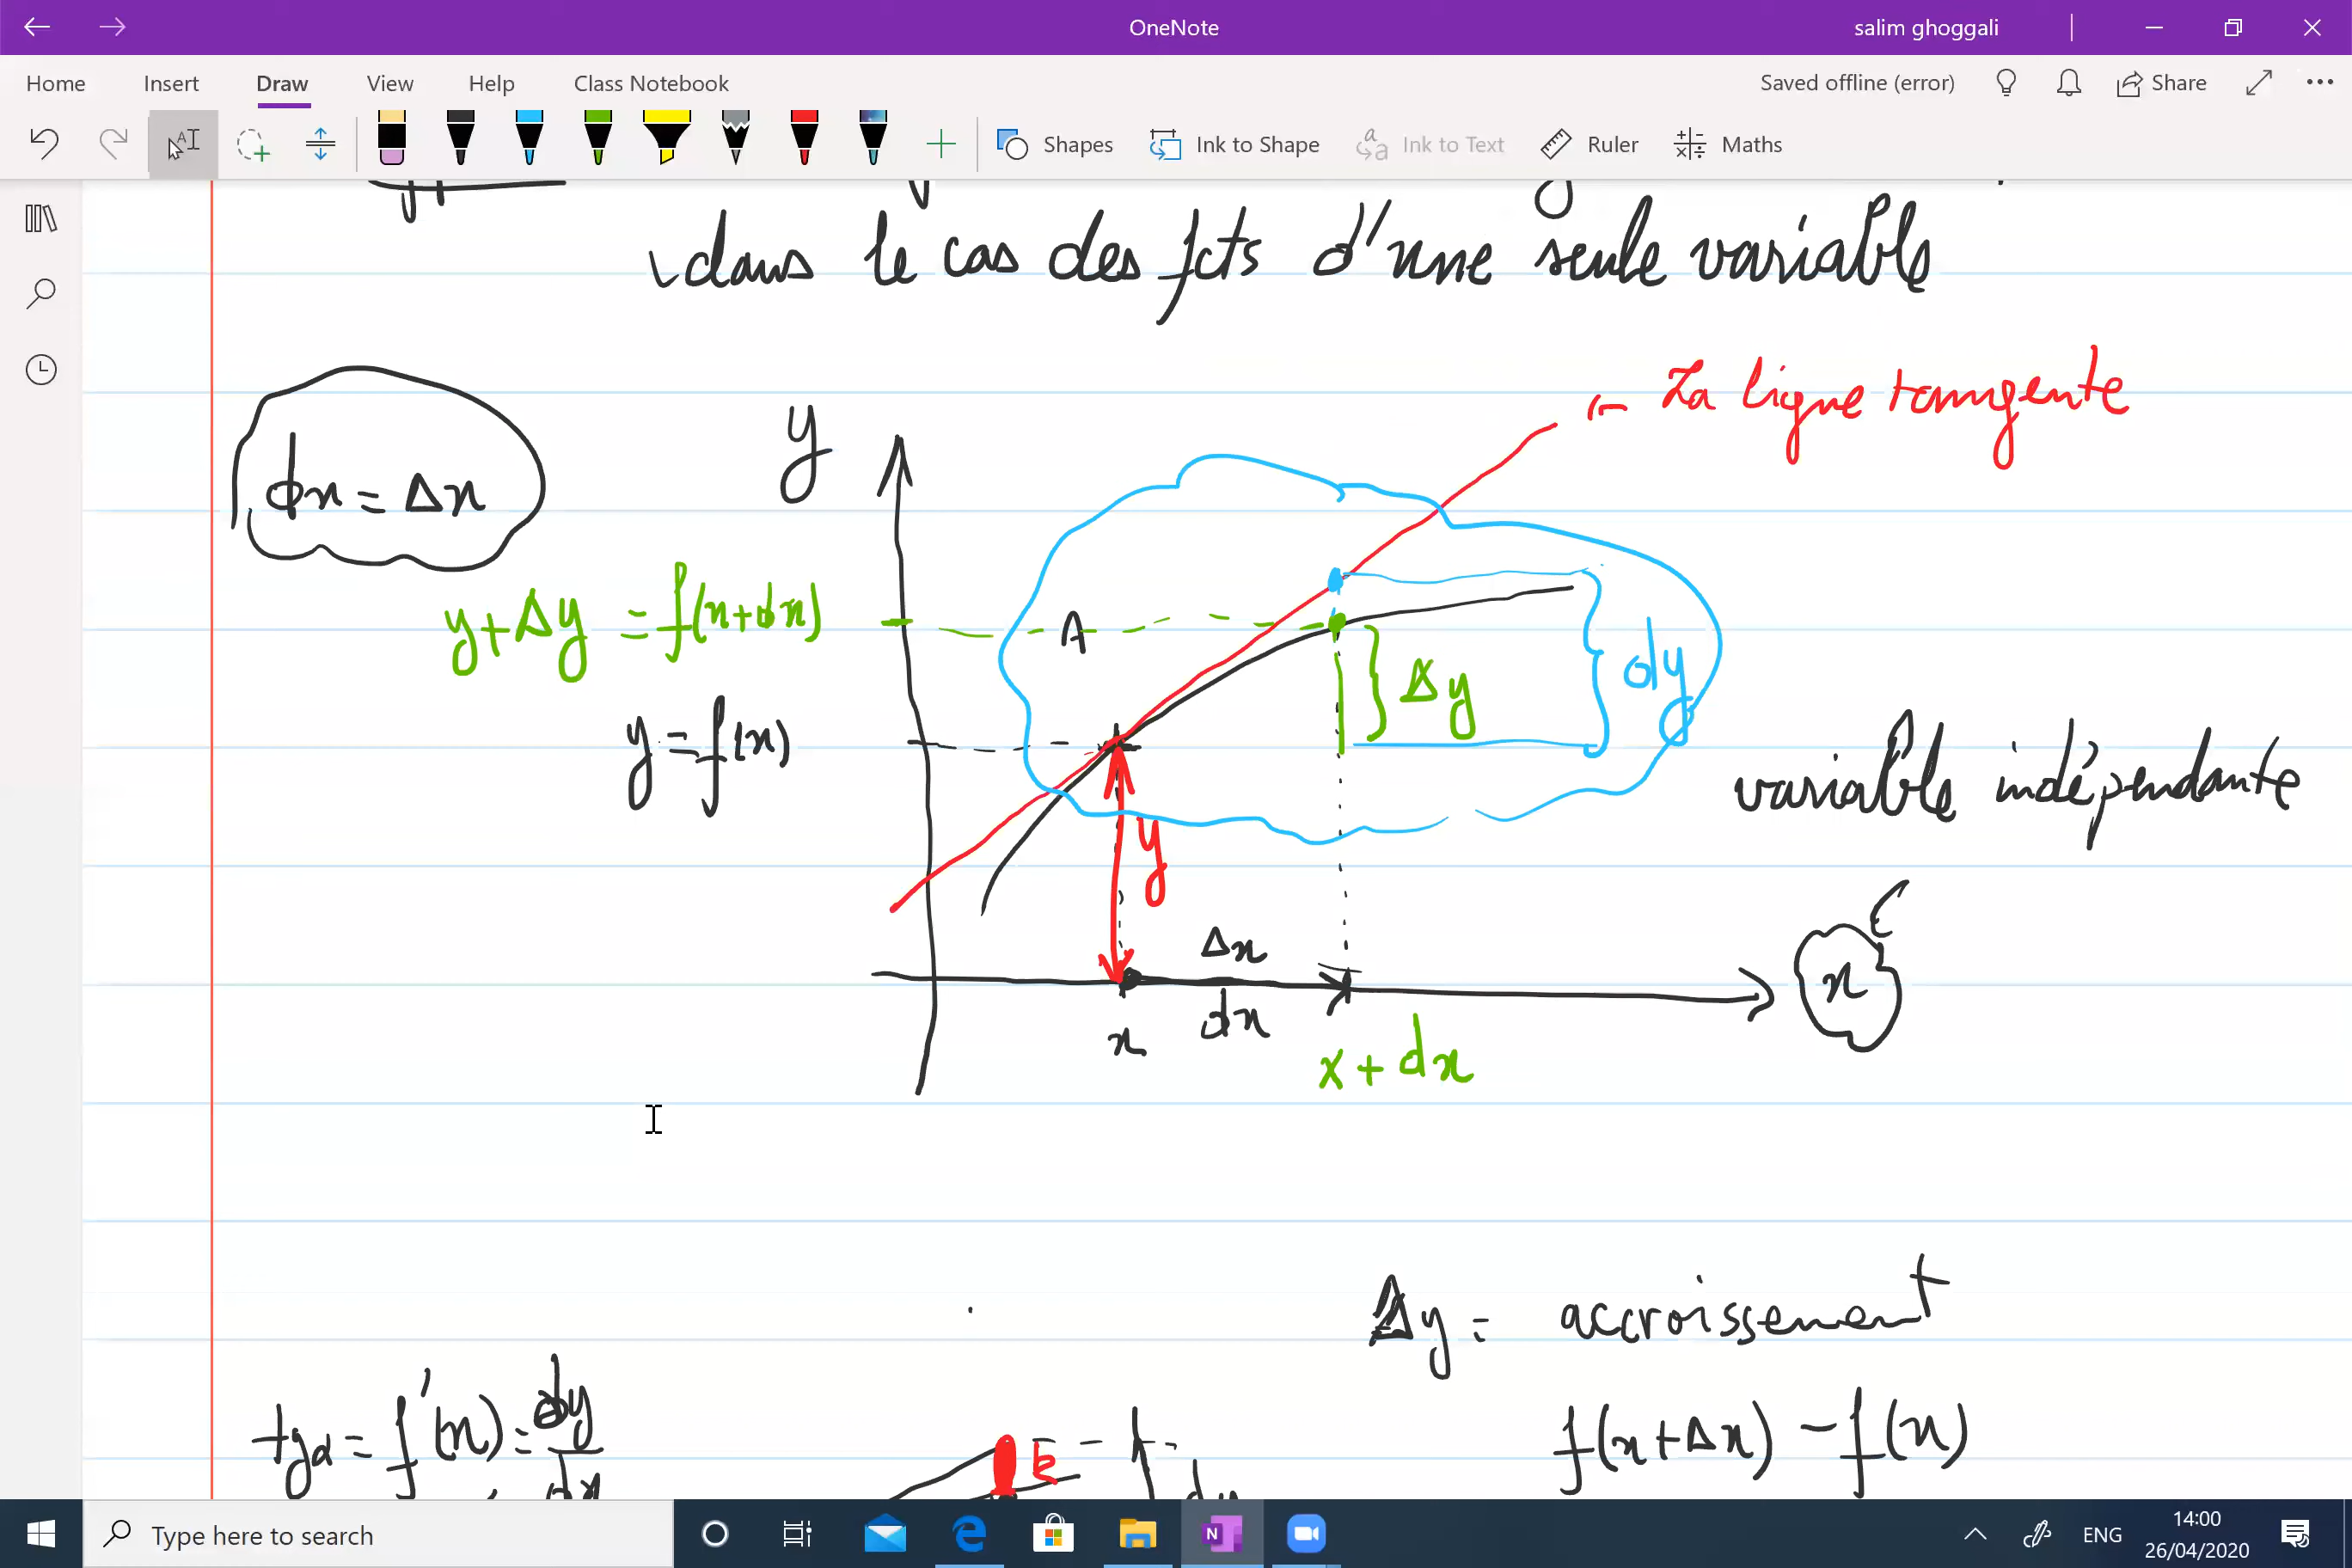 OneNote
salim ghoggali
Home Insert Draw View Help Class Notebook
Saved offline (error) Share
Shapes Ink to Shape Ink to Text Ruler Maths
dans le cas des fcts d'une seule variable
La ligne tangente
dx = Δx
y
y+Δy = f(x+dx)
A
Δy
dy
y = f(x)
variable indépendante
y
Δx
x
dx
x
x + dx
Δy = accroissement
tgα = f'(x) = dy/dx
f(x+Δx) - f(x)
E
dy
Type here to search
ENG
14:00
26/04/2020